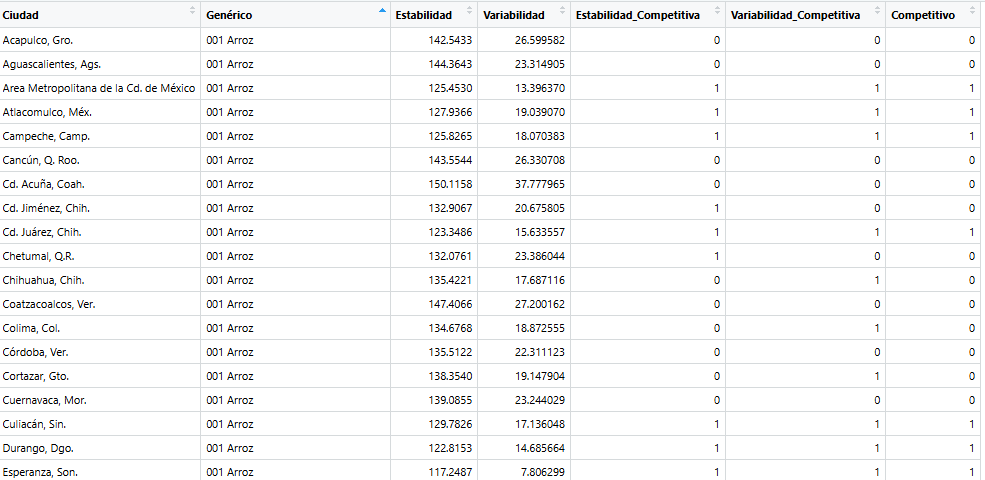 Ciudad Genérico Estabilidad Variabilidad Estabilidad_Competitiva Variabilidad_Competitiva Competitivo
Acapulco, Gro. 001 Arroz 142.5433 26.599582 0 0 0
Aguascalientes, Ags. 001 Arroz 144.3643 23.314905 0 0 0
Area Metropolitana de la Cd. de México 001 Arroz 125.4530 13.396370 1 1 1
Atlacomulco, Méx. 001 Arroz 127.9366 19.039070 1 1 1
Campeche, Camp. 001 Arroz 125.8265 18.070383 1 1 1
Cancún, Q. Roo. 001 Arroz 143.5544 26.330708 0 0 0
Cd. Acuña, Coah. 001 Arroz 150.1158 37.777965 0 0 0
Cd. Jiménez, Chih. 001 Arroz 132.9067 20.675805 1 0 0
Cd. Juárez, Chih. 001 Arroz 123.3486 15.633557 1 1 1
Chetumal, Q.R. 001 Arroz 132.0761 23.386044 1 0 0
Chihuahua, Chih. 001 Arroz 135.4221 17.687116 0 1 0
Coatzacoalcos, Ver. 001 Arroz 147.4066 27.200162 0 0 0
Colima, Col. 001 Arroz 134.6768 18.872555 0 1 0
Córdoba, Ver. 001 Arroz 135.5122 22.311123 0 0 0
Cortazar, Gto. 001 Arroz 138.3540 19.147904 0 1 0
Cuernavaca, Mor. 001 Arroz 139.0855 23.244029 0 0 0
Culiacán, Sin. 001 Arroz 129.7826 17.136048 1 1 1
Durango, Dgo. 001 Arroz 122.8153 14.685664 1 1 1
Esperanza, Son. 001 Arroz 117.2487 7.806299 1 1 1